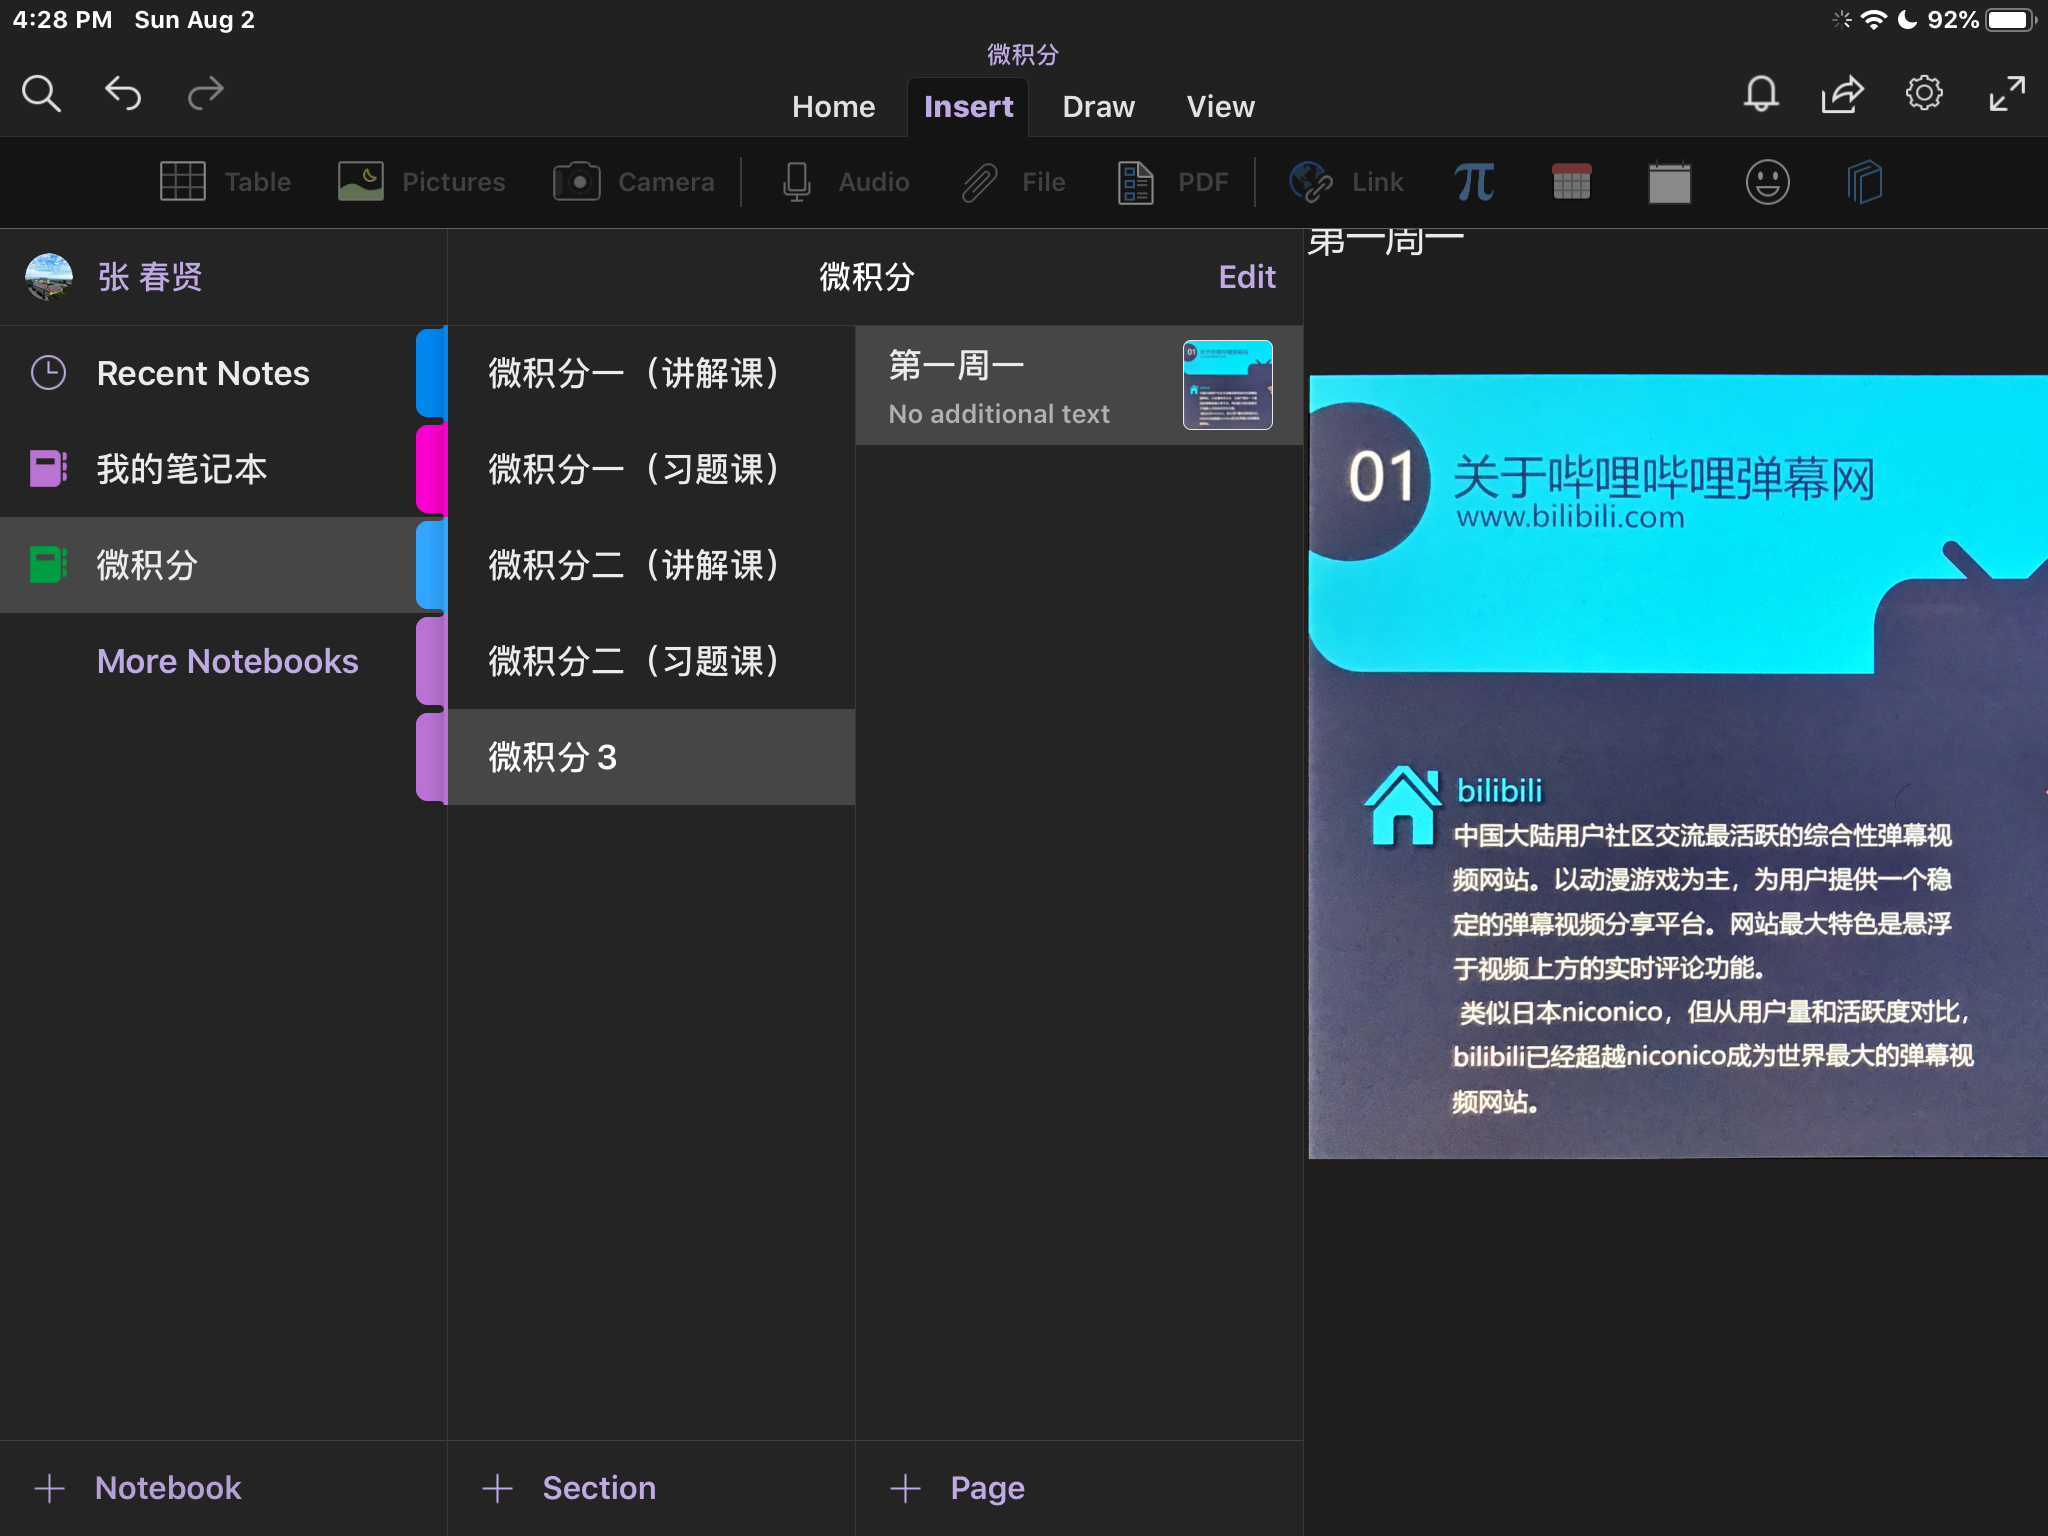 4:28 PM Sun Aug 2
92%
微积分
Home Insert Draw View
Table Pictures Camera Audio File PDF Link
张 春贤
微积分
Edit
第一周一
Recent Notes
我的笔记本
微积分
More Notebooks
微积分一（讲解课）
微积分一（习题课）
微积分二（讲解课）
微积分二（习题课）
微积分 3
第一周一
No additional text
01
关于哔哩哔哩弹幕网
www.bilibili.com
bilibili
中国大陆用户社区交流最活跃的综合性弹幕视
频网站。以动漫游戏为主，为用户提供一个稳
定的弹幕视频分享平台。网站最大特色是悬浮
于视频上方的实时评论功能。
类似日本niconico，但从用户量和活跃度对比，
bilibili已经超越niconico成为世界最大的弹幕视
频网站。
Notebook
Section
Page